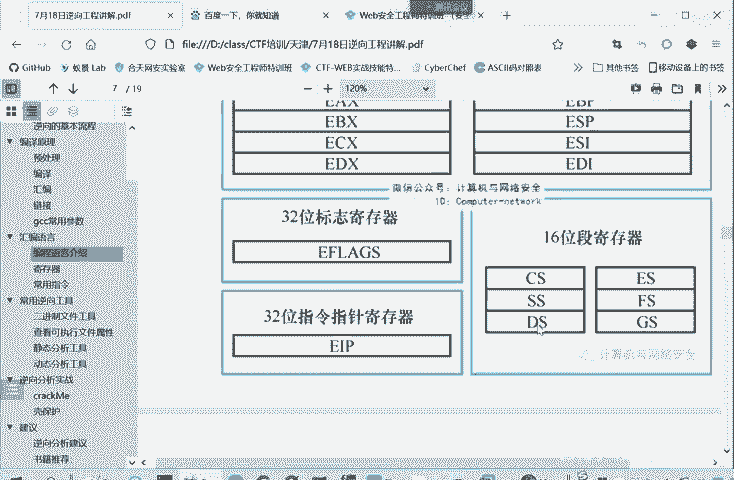 7月18日逆向工程讲解.pdf
百度一下，你就知道
Web安全工程师特训班（安全
file:///D:/class/CTF培训/天津/7月18日逆向工程讲解.pdf
GitHub
蚁景 Lab
合天网安实验室
Web安全工程师特训班
CTF-WEB实战技能特...
CyberChef
ASCII码对照表
其他书签
移动设备上的书签
7 / 19
120%
逆向的基本流程
编译原理
预处理
编译
汇编
链接
gcc常用参数
汇编语言
寄存器
常用指令
常用逆向工具
二进制文件工具
查看可执行文件属性
静态分析工具
动态分析工具
逆向分析实战
crackMe
壳保护
建议
逆向分析建议
书籍推荐
EAX
EBX
ECX
EDX
EBP
ESP
ESI
EDI
微信公众号：计算机与网络安全
ID：Computer-network
32位标志寄存器
EFLAGS
32位指令指针寄存器
EIP
16位段寄存器
CS
ES
SS
FS
DS
GS
计算机与网络安全